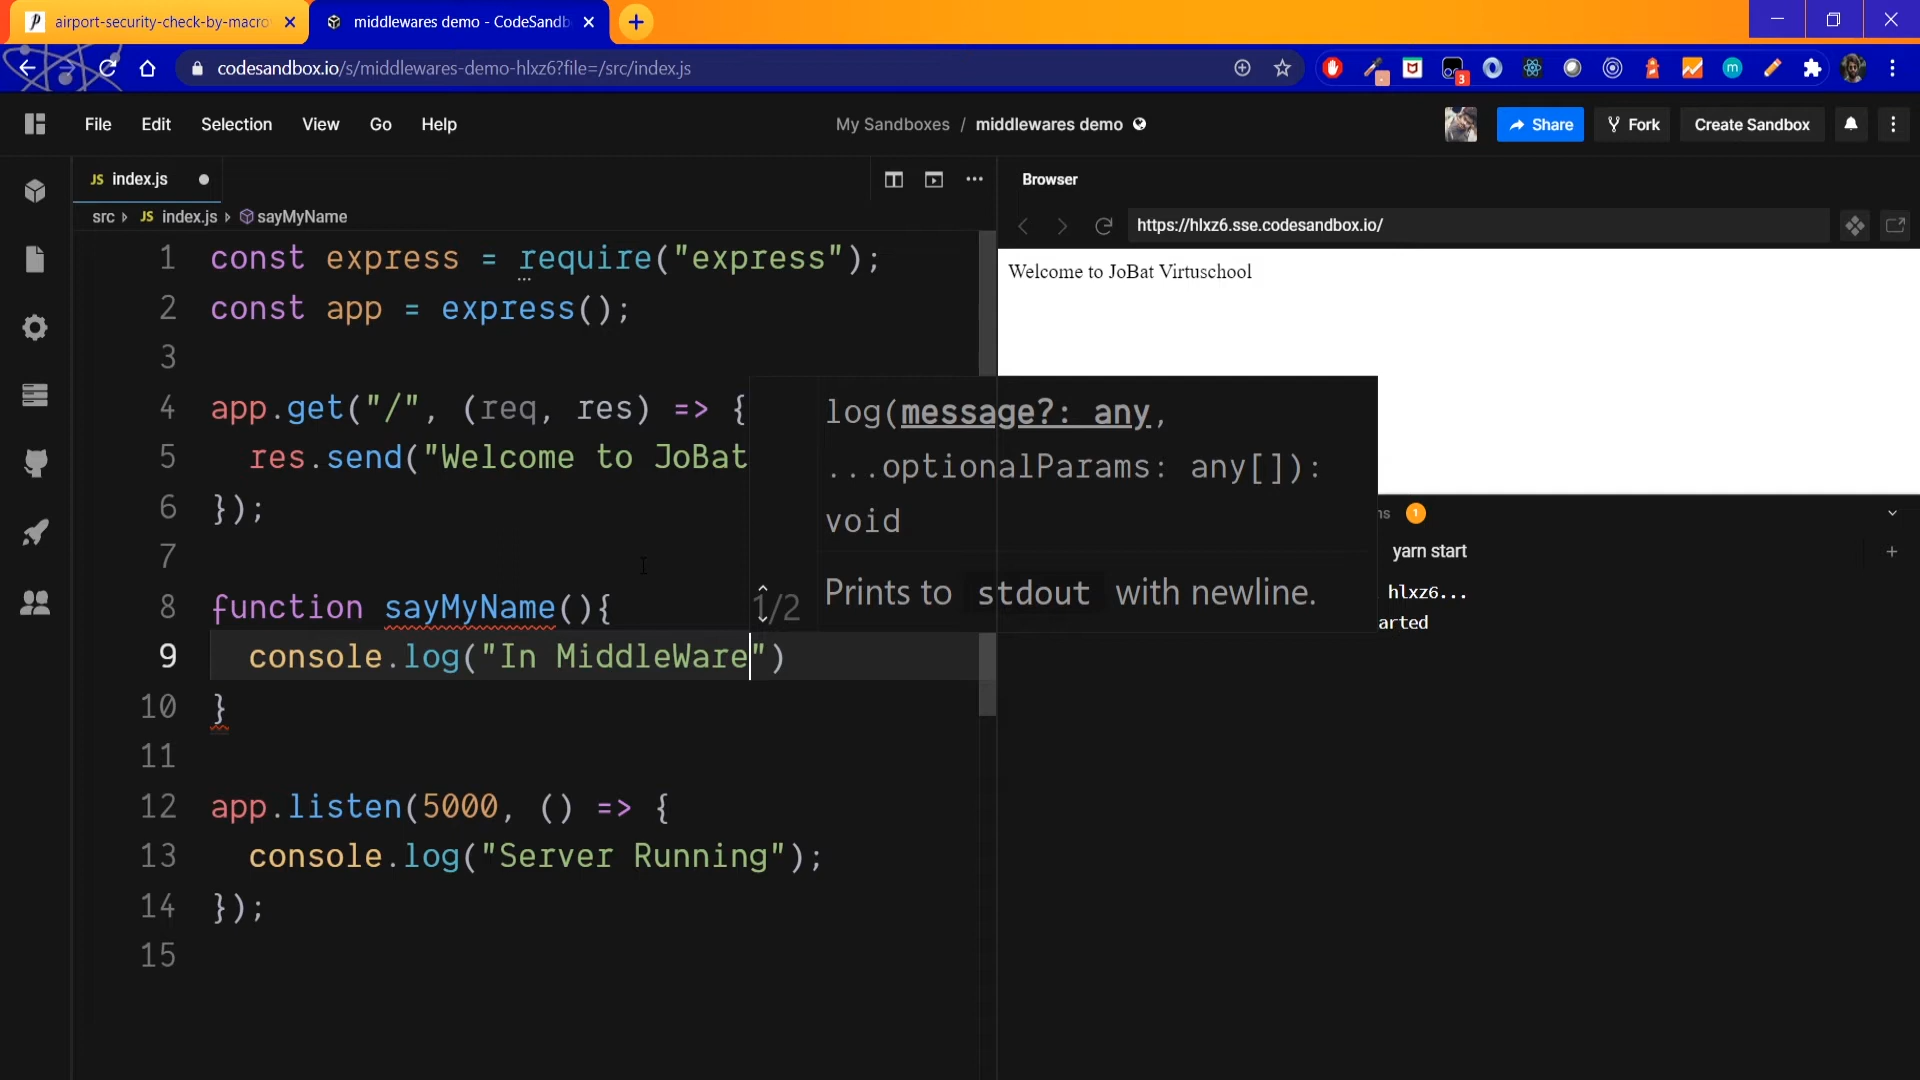 airport-security-check-by-macro
middlewares demo - CodeSandb
codesandbox.io/s/middlewares-demo-hlxz6?file=/src/index.js
3
m
File Edit Selection View Go Help
My Sandboxes / middlewares demo
Share Fork Create Sandbox
JS index.js
Browser
src JS index.js sayMyName
https://hlxz6.sse.codesandbox.io/
Welcome to JoBat Virtuschool
1 const express = require("express");
2 const app = express();
3
4 app.get("/", (req, res) => {
5 res.send("Welcome to JoBat
6 });
7
8 function sayMyName(){
9 console.log("In MiddleWare")
10 }
11
12 app.listen(5000, () => {
13 console.log("Server Running");
14 });
15
log(message?: any,
...optionalParams: any[]):
void
1/2
Prints to stdout with newline.
ns 1
yarn start
hlxz6...
arted